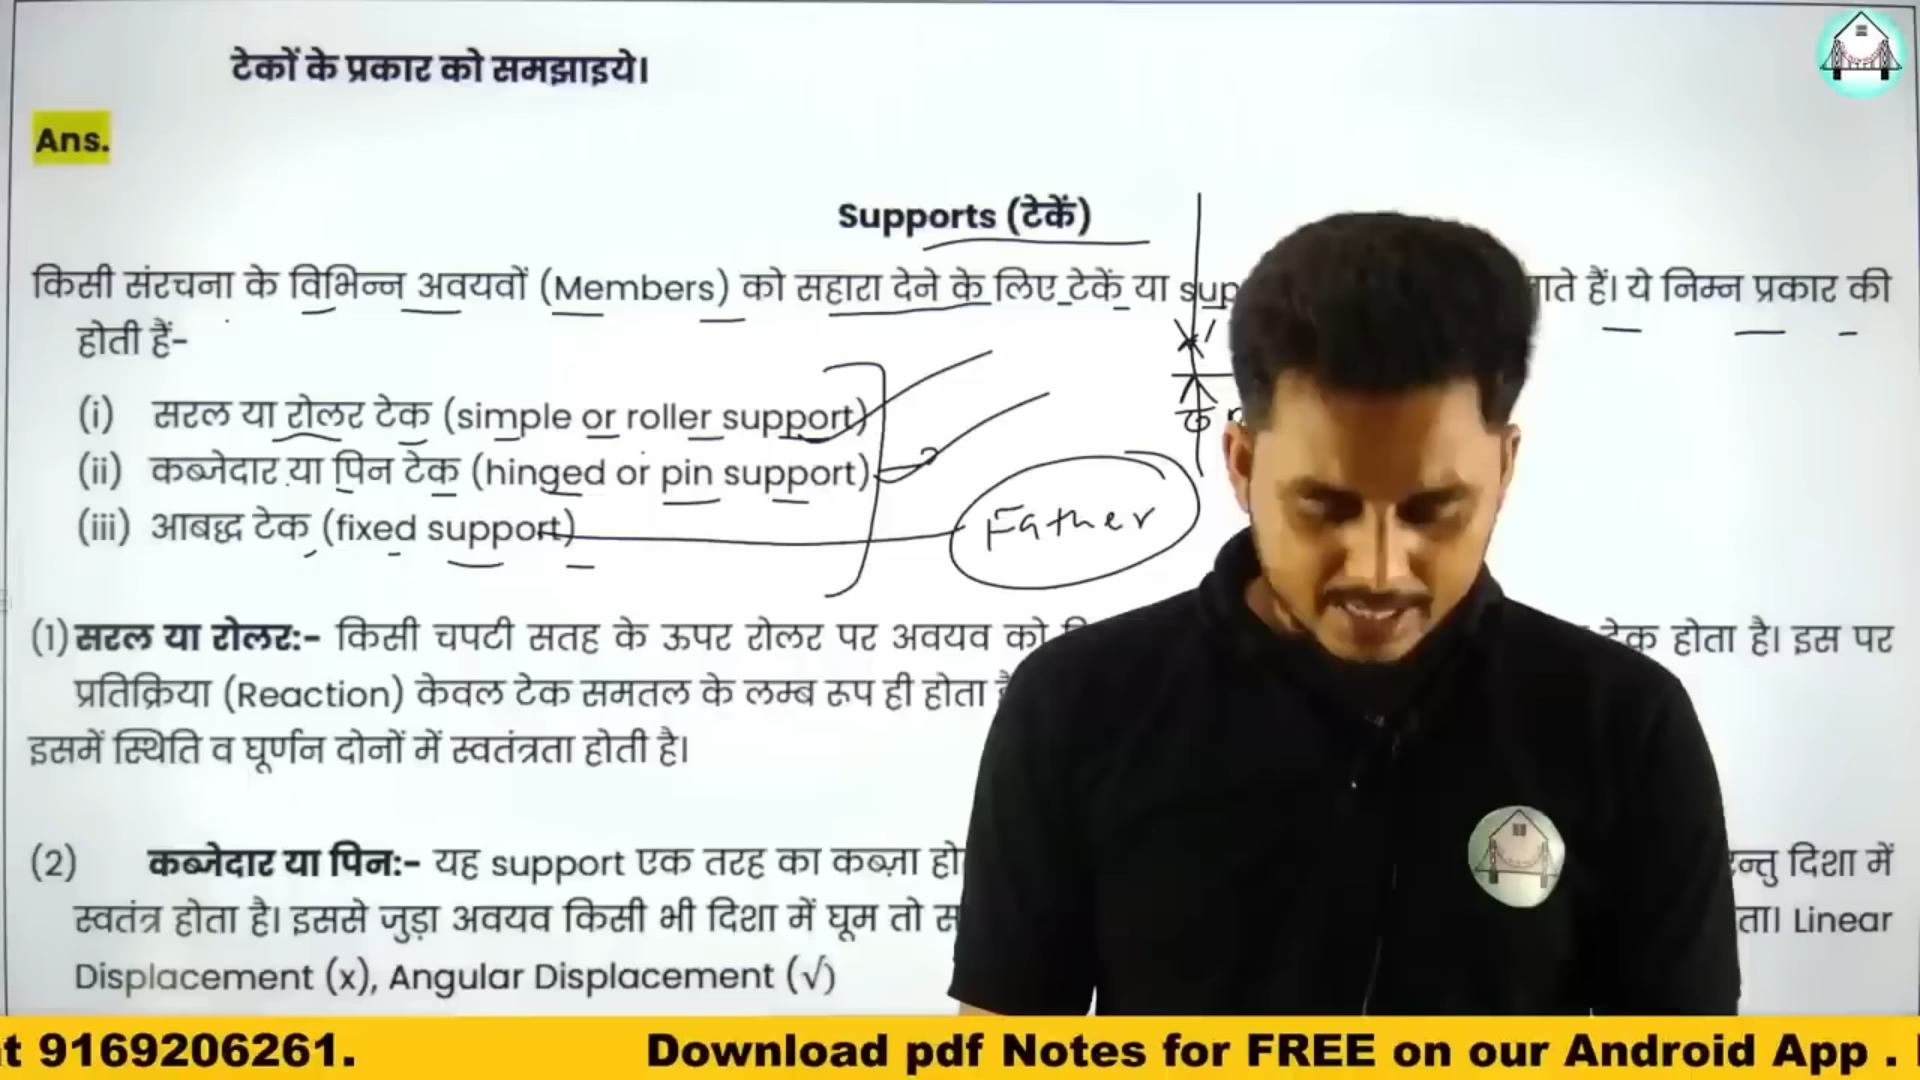 टेकों के प्रकार को समझाइये।
Ans.
Supports (टेकें)
किसी संरचना के विभिन्न अवयवों (Members) को सहारा देने के लिए टेकें या sup हैं। ये निम्न प्रकार की
होती हैं-
(i) सरल या रोलर टेक (simple or roller support)
(ii) कब्जेदार या पिन टेक (hinged or pin support)
(iii) आबद्ध टेक (fixed support)
Father
(1) सरल या रोलर:- किसी चपटी सतह के ऊपर रोलर पर अवयव को टेक होता है। इस पर
प्रतिक्रिया (Reaction) केवल टेक समतल के लम्ब रूप ही होता
इसमें स्थिति व घूर्णन दोनों में स्वतंत्रता होती है।
(2) कब्जेदार या पिन:- यह support एक तरह का कब्ज़ा दिशा में
स्वतंत्र होता है। इससे जुड़ा अवयव किसी भी दिशा में घूम तो Linear
Displacement (x), Angular Displacement (√)
t 9169206261. Download pdf Notes for FREE on our Android App .